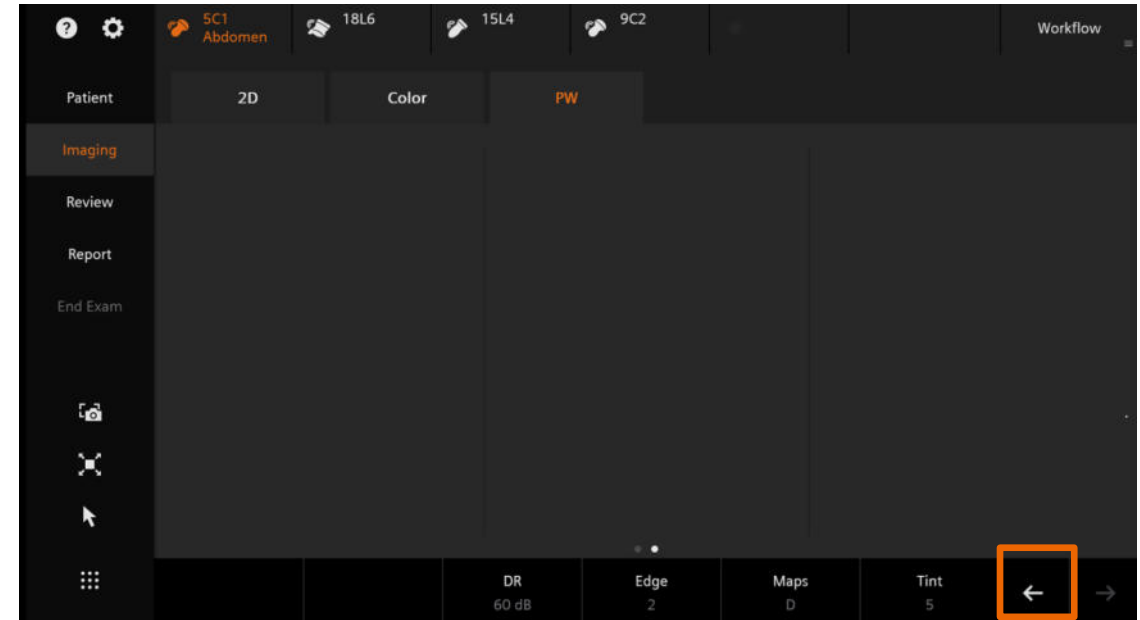 ?
5C1
Abdomen
18L6
15L4
9C2
Workflow
Patient
2D
Color
PW
Imaging
Review
Report
End Exam
DR
60 dB
Edge
2
Maps
D
Tint
5